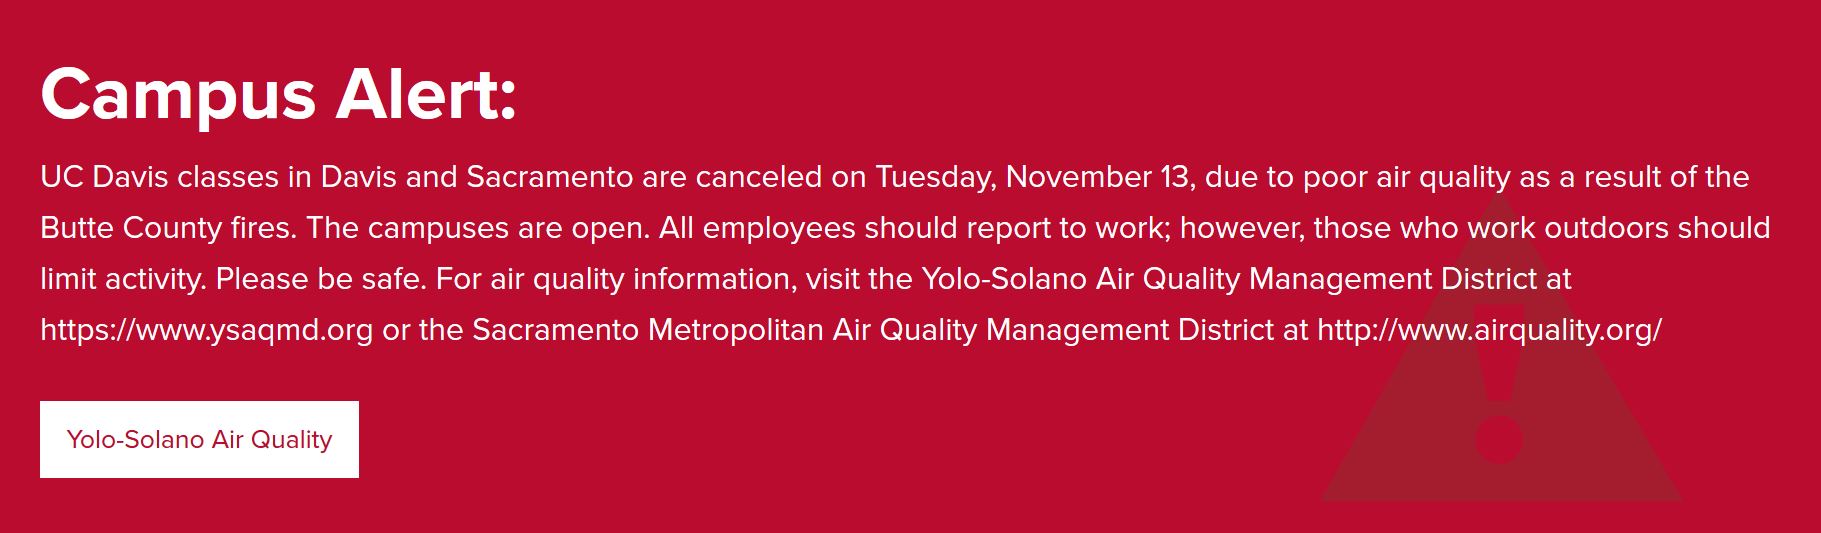 Campus Alert:
UC Davis classes in Davis and Sacramento are canceled on Tuesday, November 13, due to poor air quality as a result of the
Butte County fires. The campuses are open. All employees should report to work; however, those who work outdoors should
limit activity. Please be safe. For air quality information, visit the Yolo-Solano Air Quality Management District at
https://www.ysaqmd.org or the Sacramento Metropolitan Air Quality Management District at http://www.airquality.org/
Yolo-Solano Air Quality